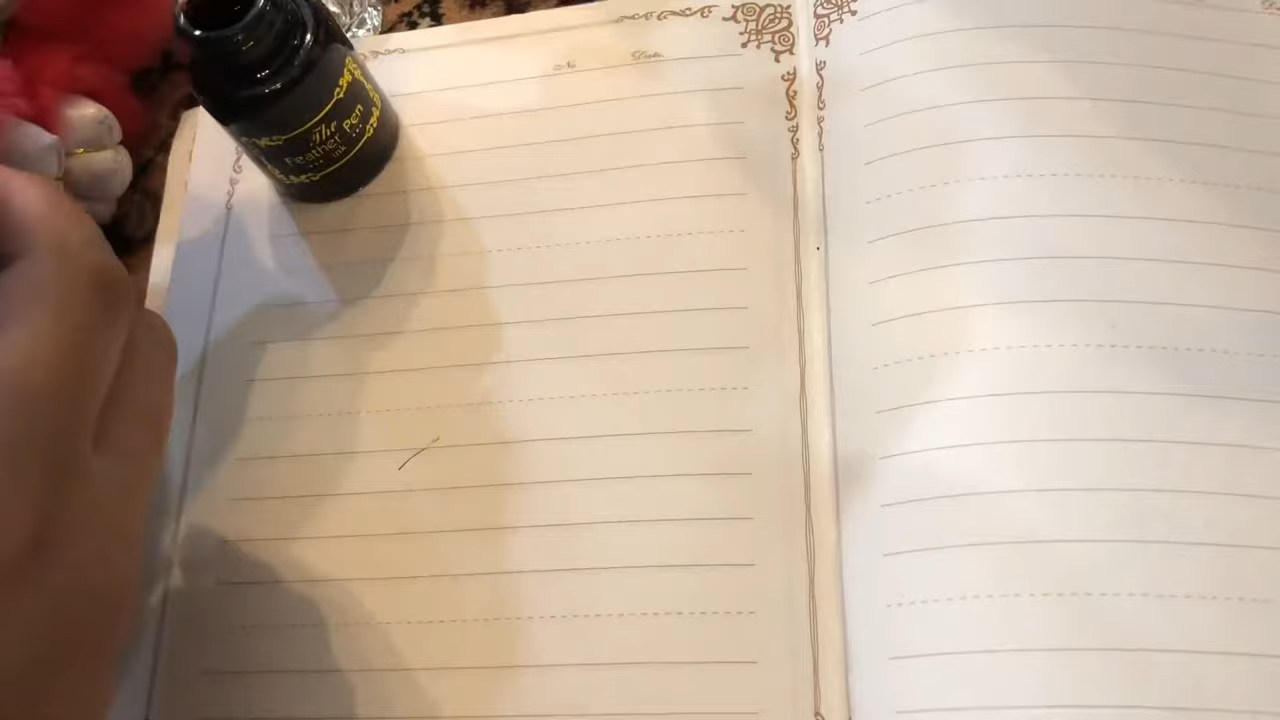 No
Date
The
Feather Pen
ink